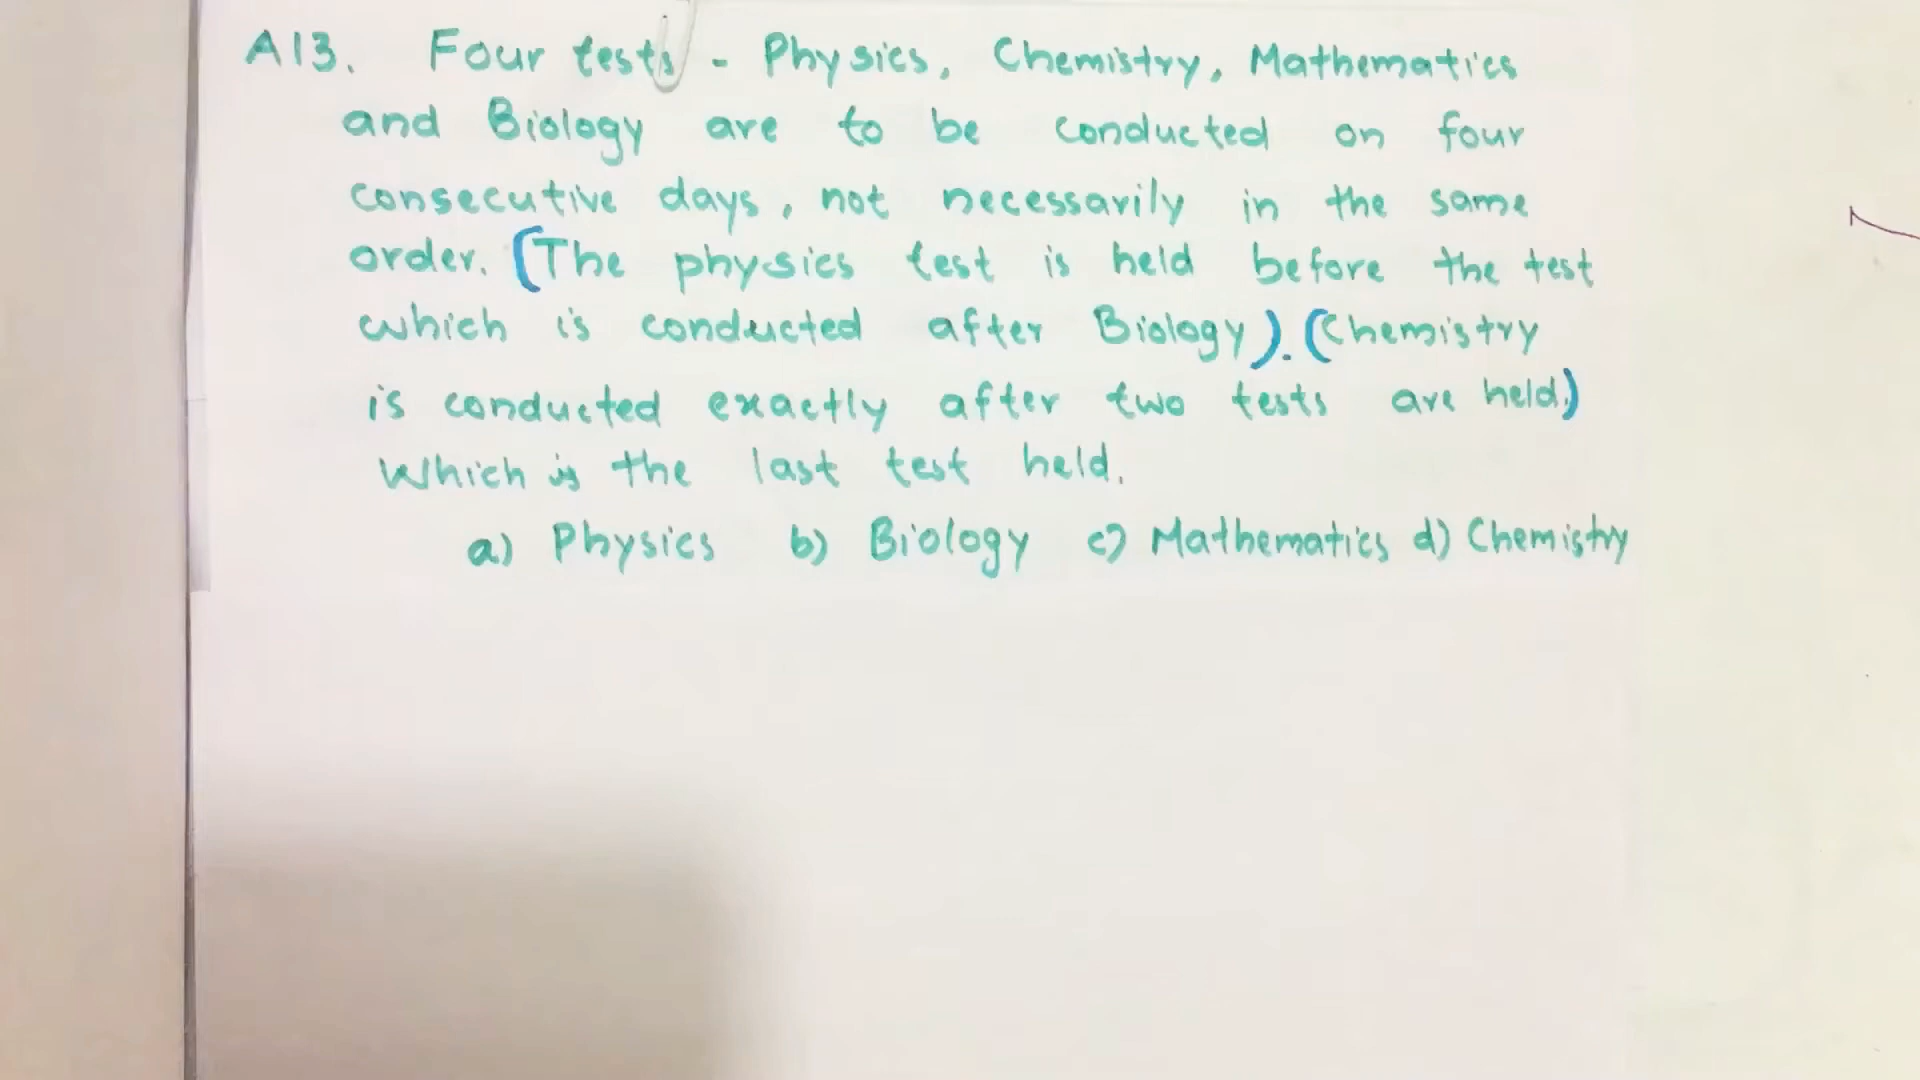 A13. Four tests - Physics, Chemistry, Mathematics
and Biology are to be conducted on four
consecutive days, not necessarily in the same
order. (The physics test is held before the test
which is conducted after Biology). (Chemistry
is conducted exactly after two tests are held.)
Which is the last test held.
a) Physics b) Biology c) Mathematics d) Chemistry